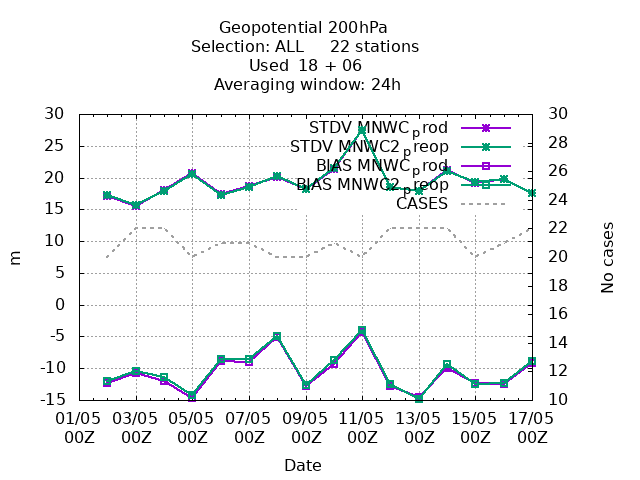 Geopotential 200hPa
Selection: ALL 22 stations
Used 18 + 06
Averaging window: 24h
STDV MNWC_prod
STDV MNWC2_preop
BIAS MNWC_prod
BIAS MNWC2_preop
CASES
30
25
20
15
10
5
0
-5
-10
-15
m
30
28
26
24
22
20
18
16
14
12
10
No cases
01/05 03/05 05/05 07/05 09/05 11/05 13/05 15/05 17/05
00Z 00Z 00Z 00Z 00Z 00Z 00Z 00Z 00Z
Date